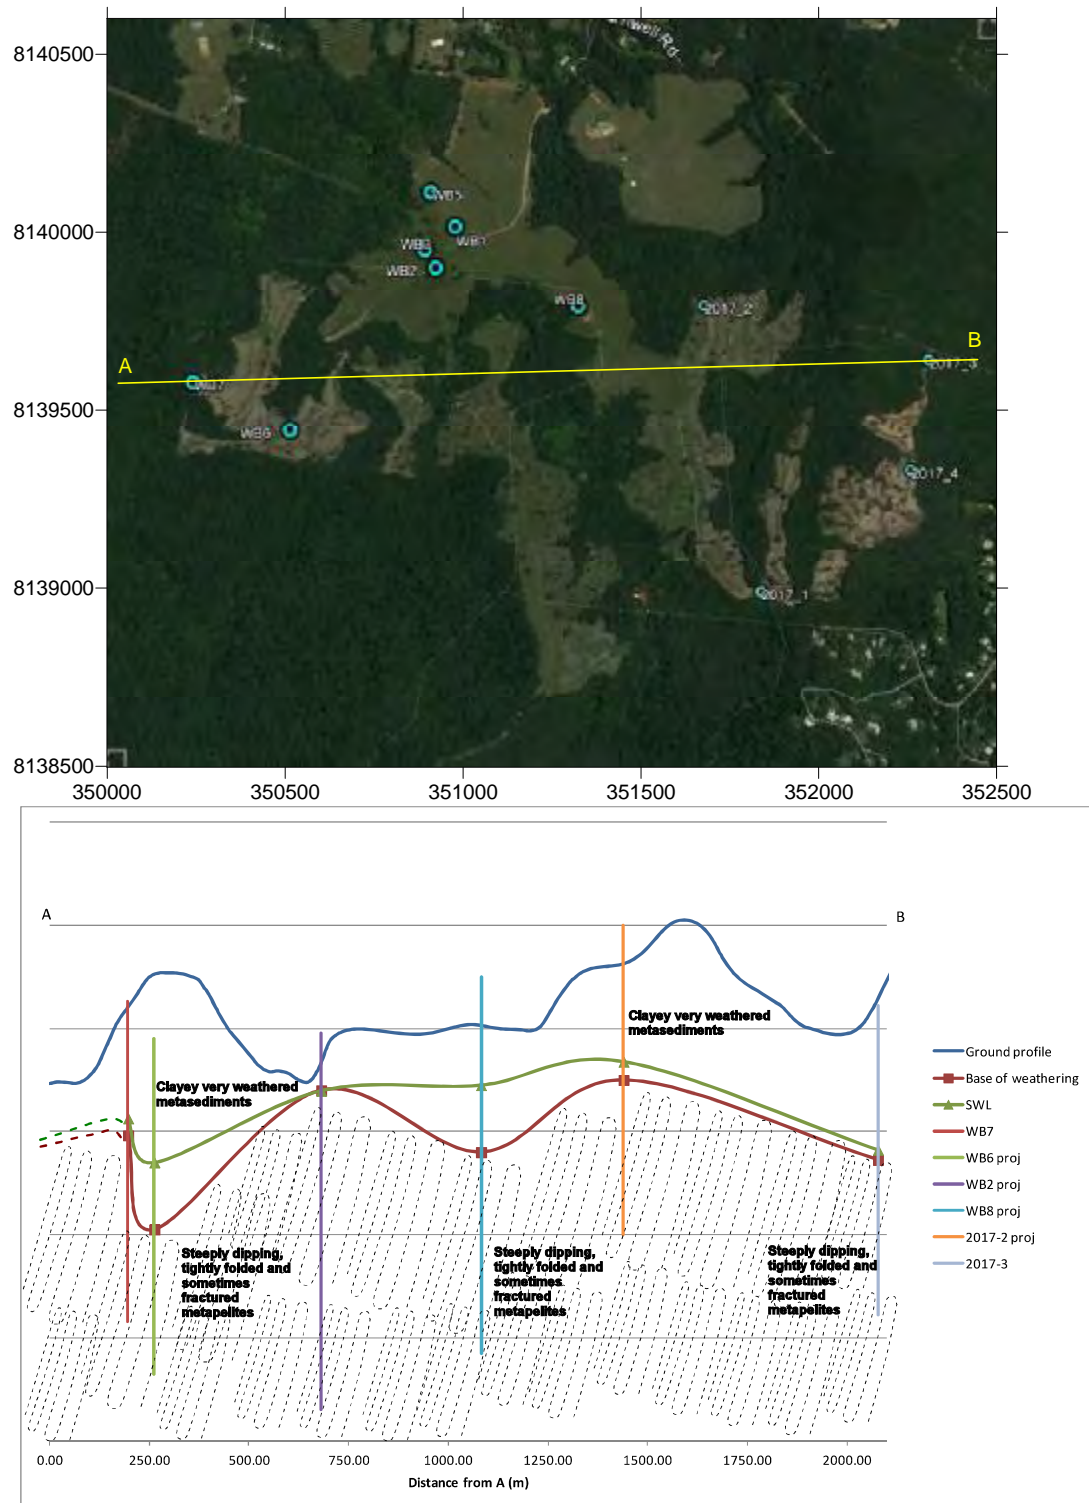 8140500
8140000
8139500
8139000
8138500
350000
350500
351000
351500
352000
352500
WB5
WB1
WB3
WB2
WB8
2017_2
A
B
WB7
2017_3
WB6
2017_4
2017_1
A
B
Clayey very weathered
metasediments
Clayey very weathered
metasediments
Steeply dipping,
tightly folded and
sometimes
fractured
metapelites
Steeply dipping,
tightly folded and
sometimes
fractured
metapelites
Steeply dipping,
tightly folded and
sometimes
fractured
metapelites
Ground profile
Base of weathering
SWL
WB7
WB6 proj
WB2 proj
WB8 proj
2017-2 proj
2017-3
0.00
250.00
500.00
750.00
1000.00
1250.00
1500.00
1750.00
2000.00
Distance from A (m)